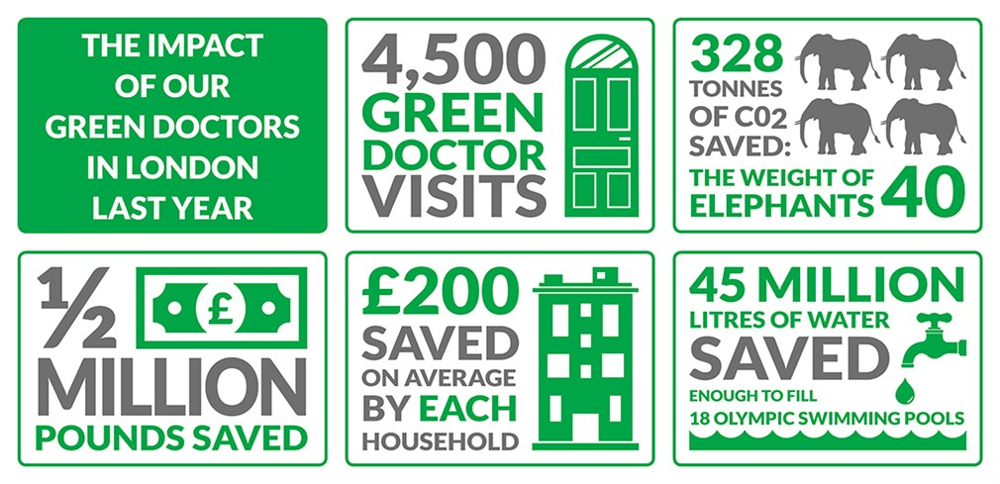 THE IMPACT
OF OUR
GREEN DOCTORS
IN LONDON
LAST YEAR
4,500
GREEN
DOCTOR
VISITS
328
TONNES
OF C02
SAVED:
THE WEIGHT OF
ELEPHANTS 40
½
£
MILLION
POUNDS SAVED
£200
SAVED
ON AVERAGE
BY EACH
HOUSEHOLD
45 MILLION
LITRES OF WATER
SAVED
ENOUGH TO FILL
18 OLYMPIC SWIMMING POOLS